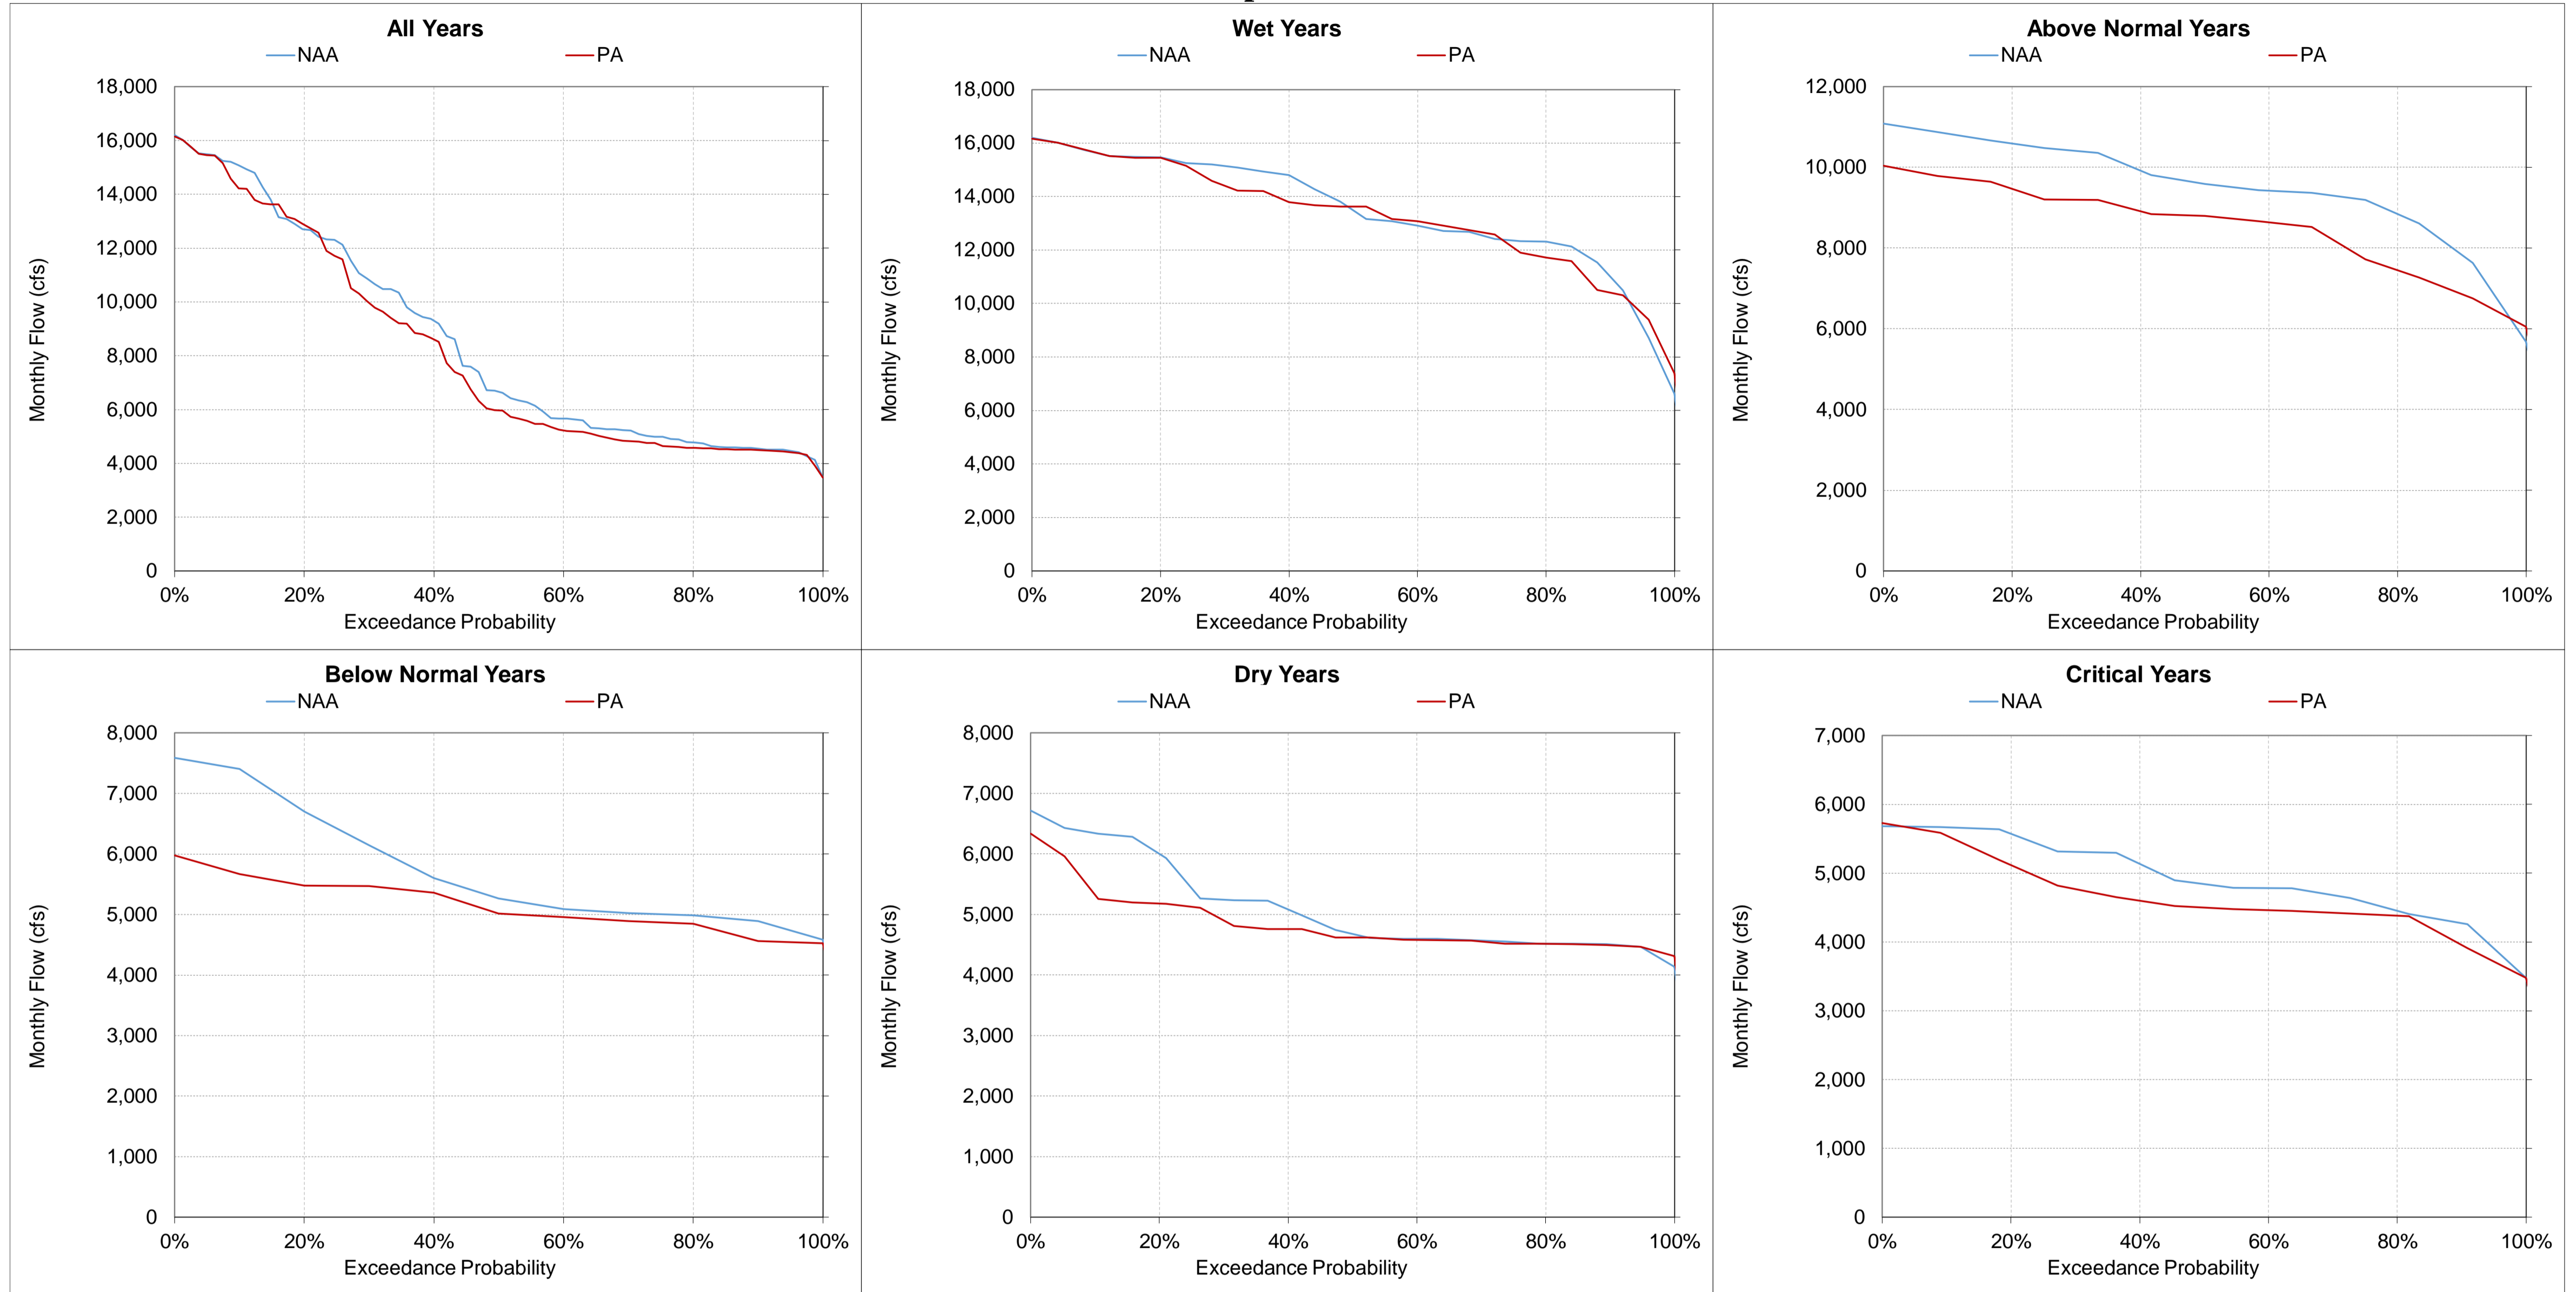 All Years
NAA PA
18,000
16,000
14,000
12,000
10,000
8,000
6,000
4,000
2,000
0
0% 20% 40% 60% 80% 100%
Monthly Flow (cfs)
Exceedance Probability
Wet Years
NAA PA
18,000
16,000
14,000
12,000
10,000
8,000
6,000
4,000
2,000
0
0% 20% 40% 60% 80% 100%
Monthly Flow (cfs)
Exceedance Probability
Above Normal Years
NAA PA
12,000
10,000
8,000
6,000
4,000
2,000
0
0% 20% 40% 60% 80% 100%
Monthly Flow (cfs)
Exceedance Probability
Below Normal Years
NAA PA
8,000
7,000
6,000
5,000
4,000
3,000
2,000
1,000
0
0% 20% 40% 60% 80% 100%
Monthly Flow (cfs)
Exceedance Probability
Dry Years
NAA PA
8,000
7,000
6,000
5,000
4,000
3,000
2,000
1,000
0
0% 20% 40% 60% 80% 100%
Monthly Flow (cfs)
Exceedance Probability
Critical Years
NAA PA
7,000
6,000
5,000
4,000
3,000
2,000
1,000
0
0% 20% 40% 60% 80% 100%
Monthly Flow (cfs)
Exceedance Probability